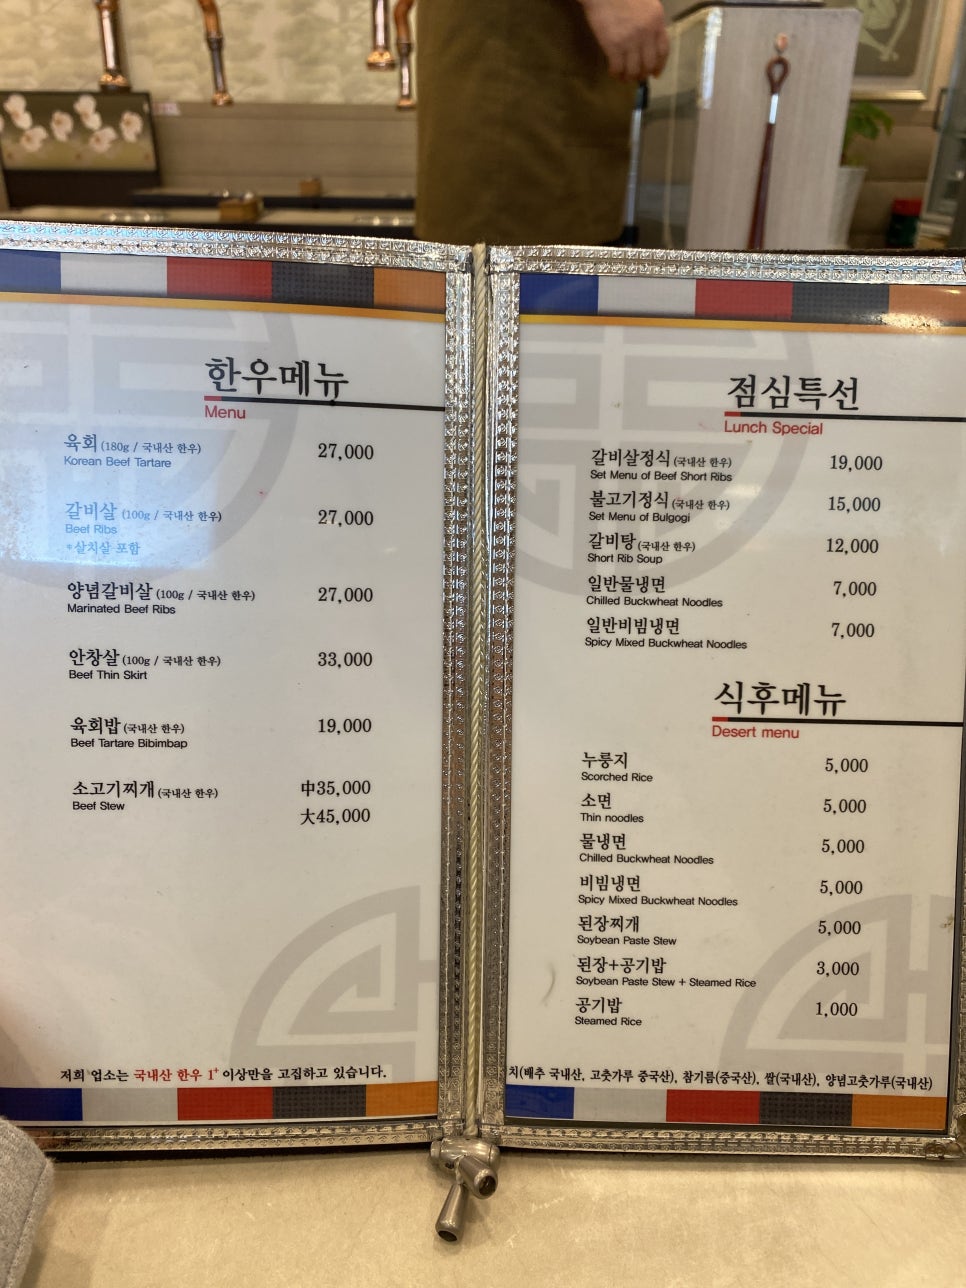 한우메뉴
Menu
육회 (180g / 국내산 한우) 27,000
Korean Beef Tartare
갈비살 (100g / 국내산 한우) 27,000
Beef Ribs
*살치살 포함
양념갈비살 (100g / 국내산 한우) 27,000
Marinated Beef Ribs
안창살 (100g / 국내산 한우) 33,000
Beef Thin Skirt
육회밥 (국내산 한우) 19,000
Beef Tartare Bibimbap
소고기찌개 (국내산 한우) 中35,000
Beef Stew
大45,000
저희 업소는 국내산 한우 1⁺ 이상만을 고집하고 있습니다.
점심특선
Lunch Special
갈비살정식 (국내산 한우) 19,000
Set Menu of Beef Short Ribs
불고기정식 (국내산 한우) 15,000
Set Menu of Bulgogi
갈비탕 (국내산 한우) 12,000
Short Rib Soup
일반물냉면 7,000
Chilled Buckwheat Noodles
일반비빔냉면 7,000
Spicy Mixed Buckwheat Noodles
식후메뉴
Desert menu
누룽지 5,000
Scorched Rice
소면 5,000
Thin noodles
물냉면 5,000
Chilled Buckwheat Noodles
비빔냉면 5,000
Spicy Mixed Buckwheat Noodles
된장찌개 5,000
Soybean Paste Stew
된장+공기밥 3,000
Soybean Paste Stew + Steamed Rice
공기밥 1,000
Steamed Rice
치(배추 국내산, 고춧가루 중국산), 참기름(중국산), 쌀(국내산), 양념고춧가루(국내산)